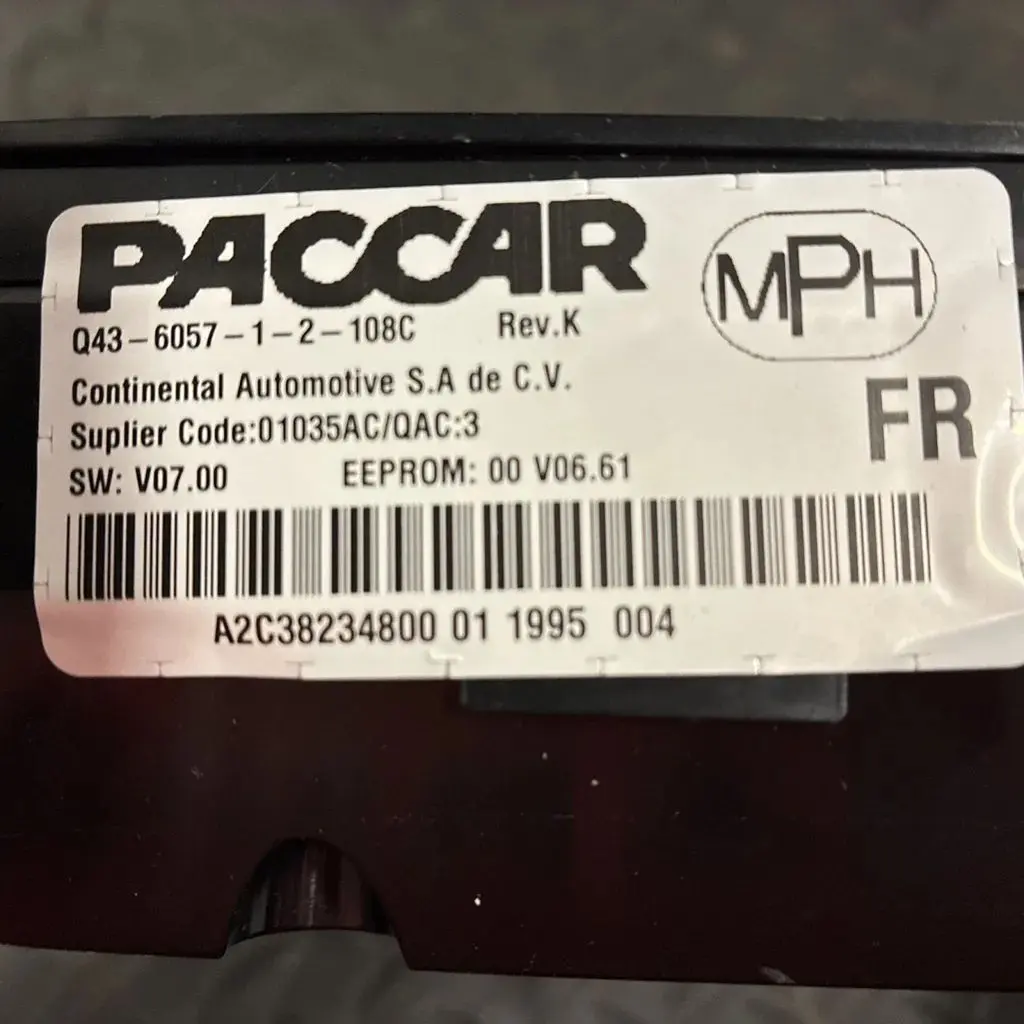 PACCAR
MPH
Q43-6057-1-2-108C Rev.K
Continental Automotive S.A de C.V.
FR
Suplier Code:01035AC/QAC:3
SW: V07.00 EEPROM: 00 V06.61
A2C38234800 01 1995 004